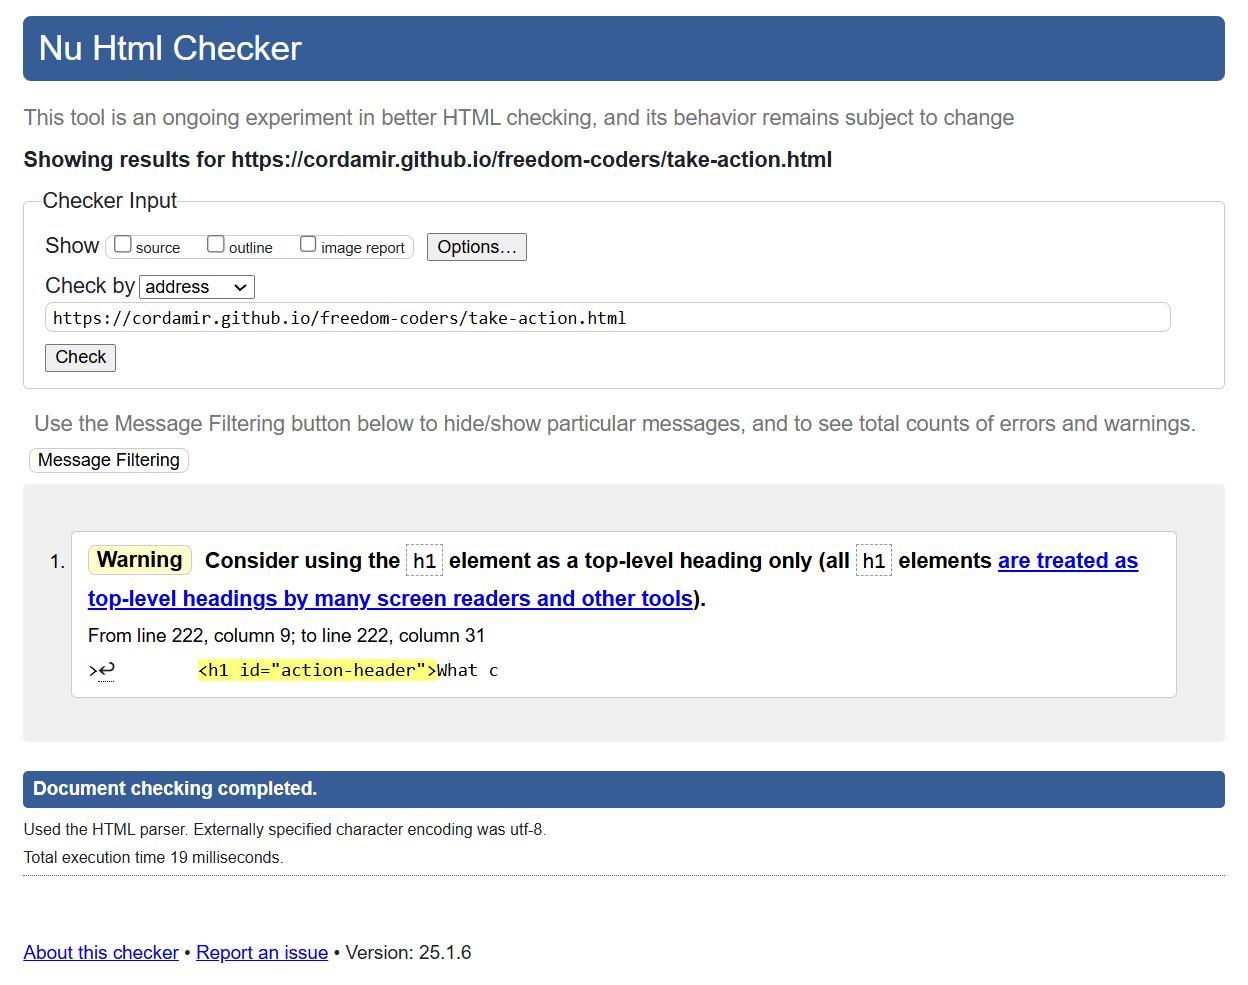 Nu Html Checker
This tool is an ongoing experiment in better HTML checking, and its behavior remains subject to change
Showing results for https://cordamir.github.io/freedom-coders/take-action.html
Checker Input
Show source outline image report Options…
Check by address
https://cordamir.github.io/freedom-coders/take-action.html
Check
Use the Message Filtering button below to hide/show particular messages, and to see total counts of errors and warnings.
Message Filtering
1. Warning Consider using the h1 element as a top-level heading only (all h1 elements are treated as
top-level headings by many screen readers and other tools).
From line 222, column 9; to line 222, column 31
>↩ <h1 id="action-header">What c
Document checking completed.
Used the HTML parser. Externally specified character encoding was utf-8.
Total execution time 19 milliseconds.
About this checker • Report an issue • Version: 25.1.6